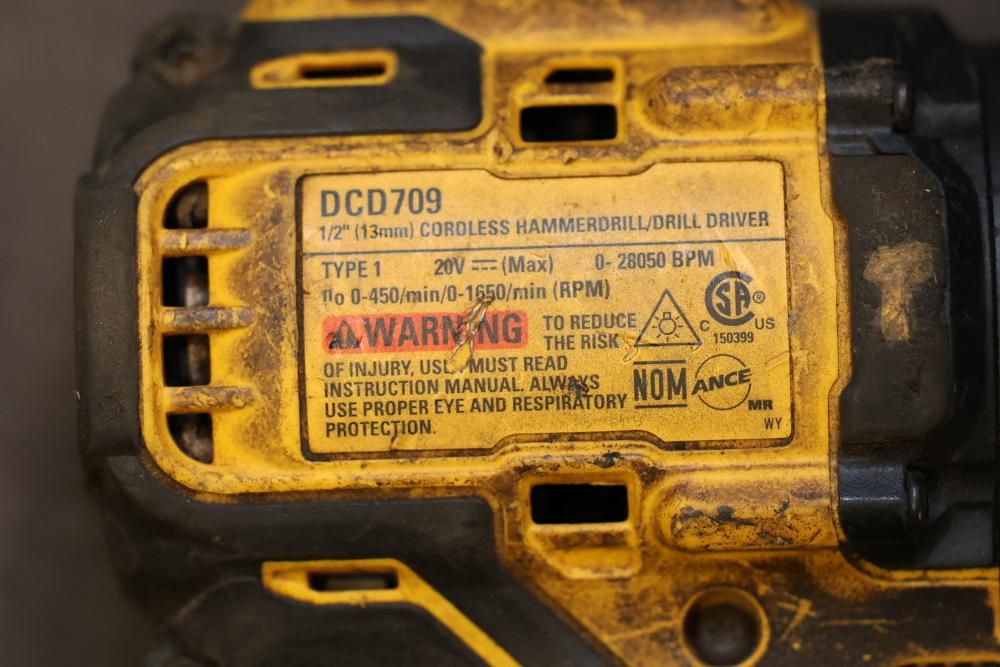 DCD709
1/2" (13mm) CORDLESS HAMMERDRILL/DRILL DRIVER
TYPE 1 20V ⎓ (Max) 0- 28050 BPM
n₀ 0-450/min/0-1650/min (RPM)
⚠WARNING TO REDUCE
THE RISK
OF INJURY, MUST READ
INSTRUCTION MANUAL. ALWAYS
USE PROPER EYE AND RESPIRATORY
PROTECTION.
C SA® US
150399
NOM ANCE
MR
WY